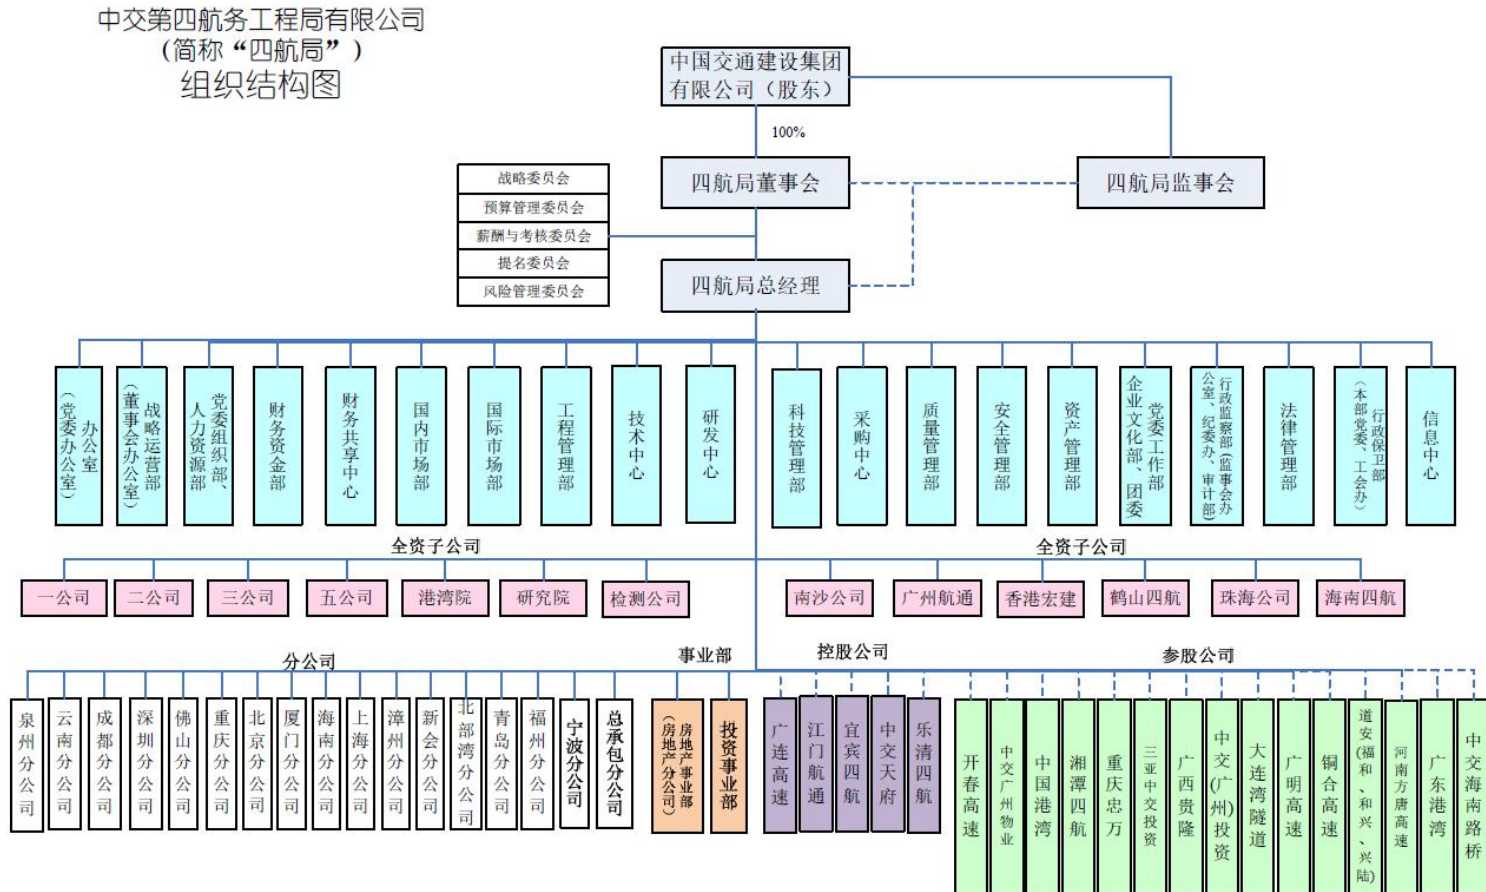 中交第四航务工程局有限公司
(简称“四航局”)
组织结构图
中国交通建设集团
有限公司（股东）
100%
四航局董事会
四航局监事会
战略委员会
预算管理委员会
薪酬与考核委员会
提名委员会
风险管理委员会
四航局总经理
办公室
（党委办公室）
战略运营部
（董事会办公室）
党委组织部、
人力资源部
财务资金部
财务共享中心
国内市场部
国际市场部
工程管理部
技术中心
研发中心
科技管理部
采购中心
质量管理部
安全管理部
资产管理部
党委工作部
企业文化部、团委
行政监察部(监事会办
公室、纪委办、审计部)
法律管理部
行政保卫部
（本部党委、工会办）
信息中心
全资子公司
全资子公司
一公司
二公司
三公司
五公司
港湾院
研究院
检测公司
南沙公司
广州航通
香港宏建
鹤山四航
珠海公司
海南四航
分公司
事业部
控股公司
参股公司
泉州分公司
云南分公司
成都分公司
深圳分公司
佛山分公司
重庆分公司
北京分公司
厦门分公司
海南分公司
上海分公司
漳州分公司
新会分公司
北部湾分公司
青岛分公司
福州分公司
宁波分公司
总承包分公司
房地产事业部
（房地产分公司）
投资事业部
广连高速
江门航通
宜宾四航
中交天府
乐清四航
开春高速
中交广州物业
中国港湾
湘潭四航
重庆忠万
三亚中交投资
广西贵隆
中交(广州)投资
大连湾隧道
广明高速
铜合高速
道安(福和、和兴、兴陆)
河南方唐高速
广东港湾
中交海南路桥